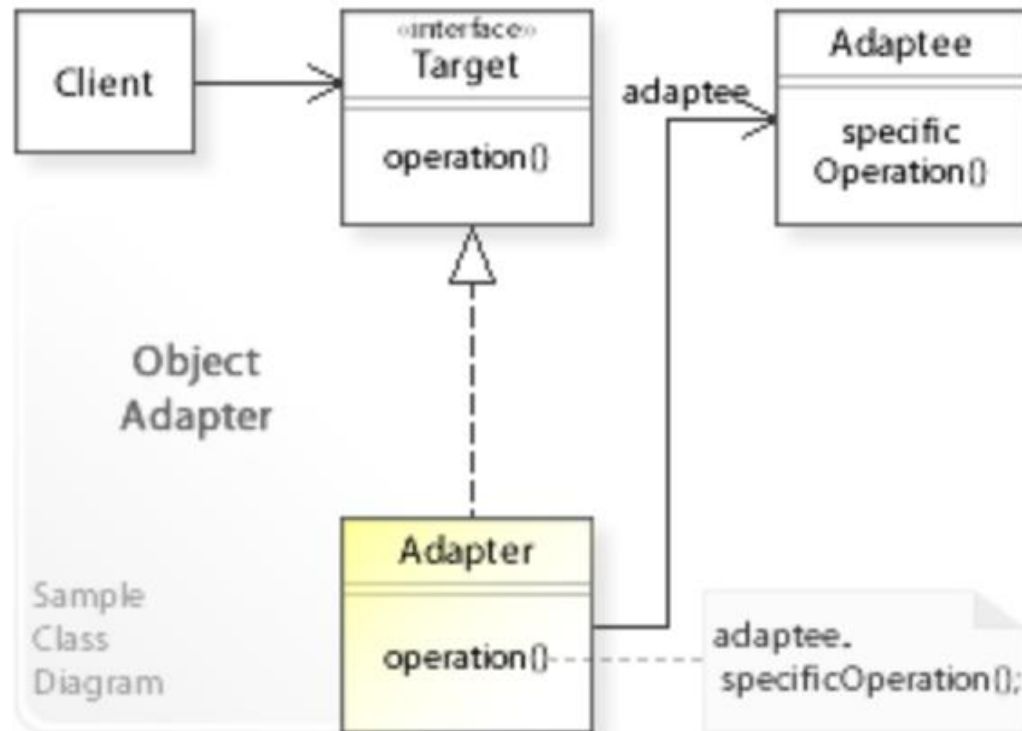 Client
«interface»
Target
operation()
adaptee
Adaptee
specific
Operation()
Object
Adapter
Sample
Class
Diagram
Adapter
operation()
adaptee.
specificOperation();